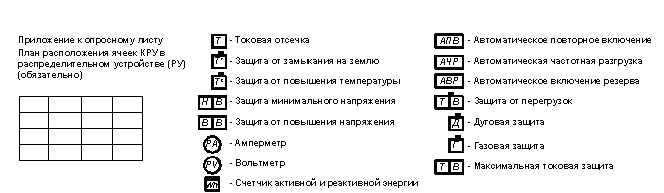 Приложение к опросному листу
План расположения ячеек КРУ в
распределительном устройстве (РУ)
(обязательно)
Т - Токовая отсечка
Т - Защита от замыкания на землю
Т° - Защита от повышения температуры
Н В - Защита минимального напряжения
В В - Защита от повышения напряжения
PA - Амперметр
PV - Вольтметр
Wh - Счетчик активной и реактивной энергии
АПВ - Автоматическое повторное включение
АЧР - Автоматическая частотная разгрузка
АВР - Автоматическое включение резерва
Т В - Защита от перегрузок
Д - Дуговая защита
Г - Газовая защита
Т В - Максимальная токовая защита